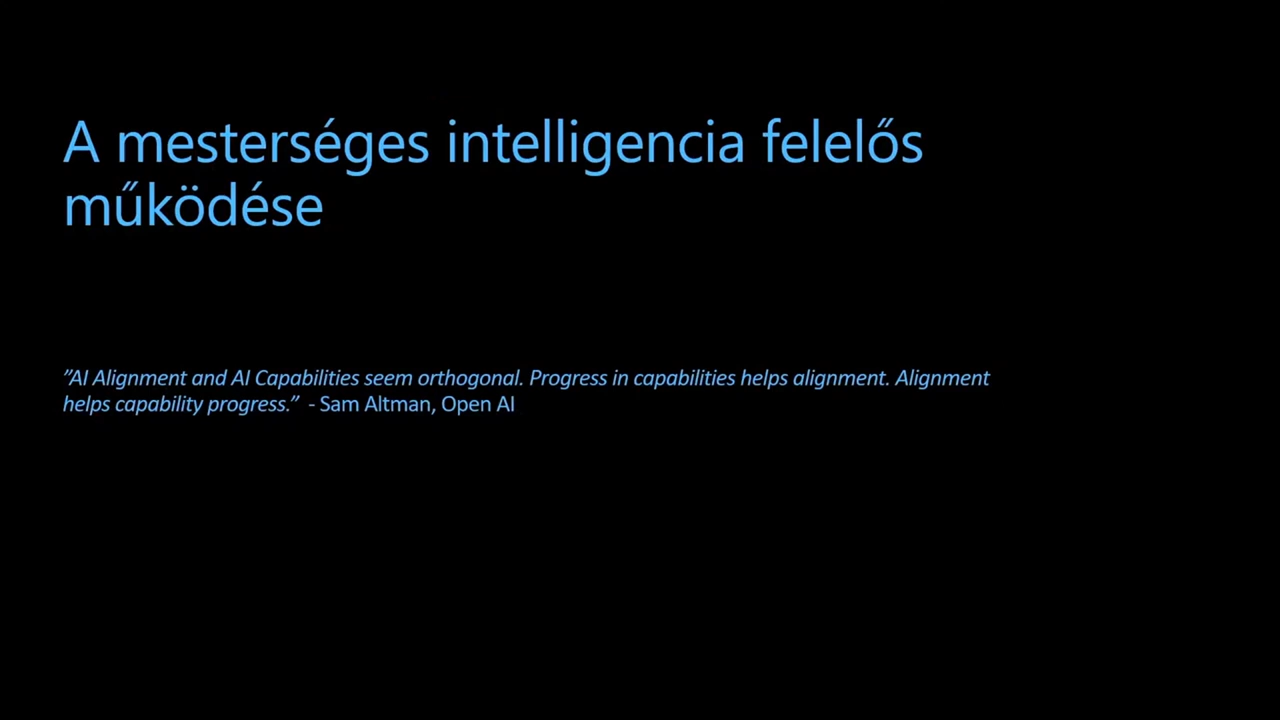 A mesterséges intelligencia felelős
működése
”AI Alignment and AI Capabilities seem orthogonal. Progress in capabilities helps alignment. Alignment
helps capability progress.” - Sam Altman, Open AI